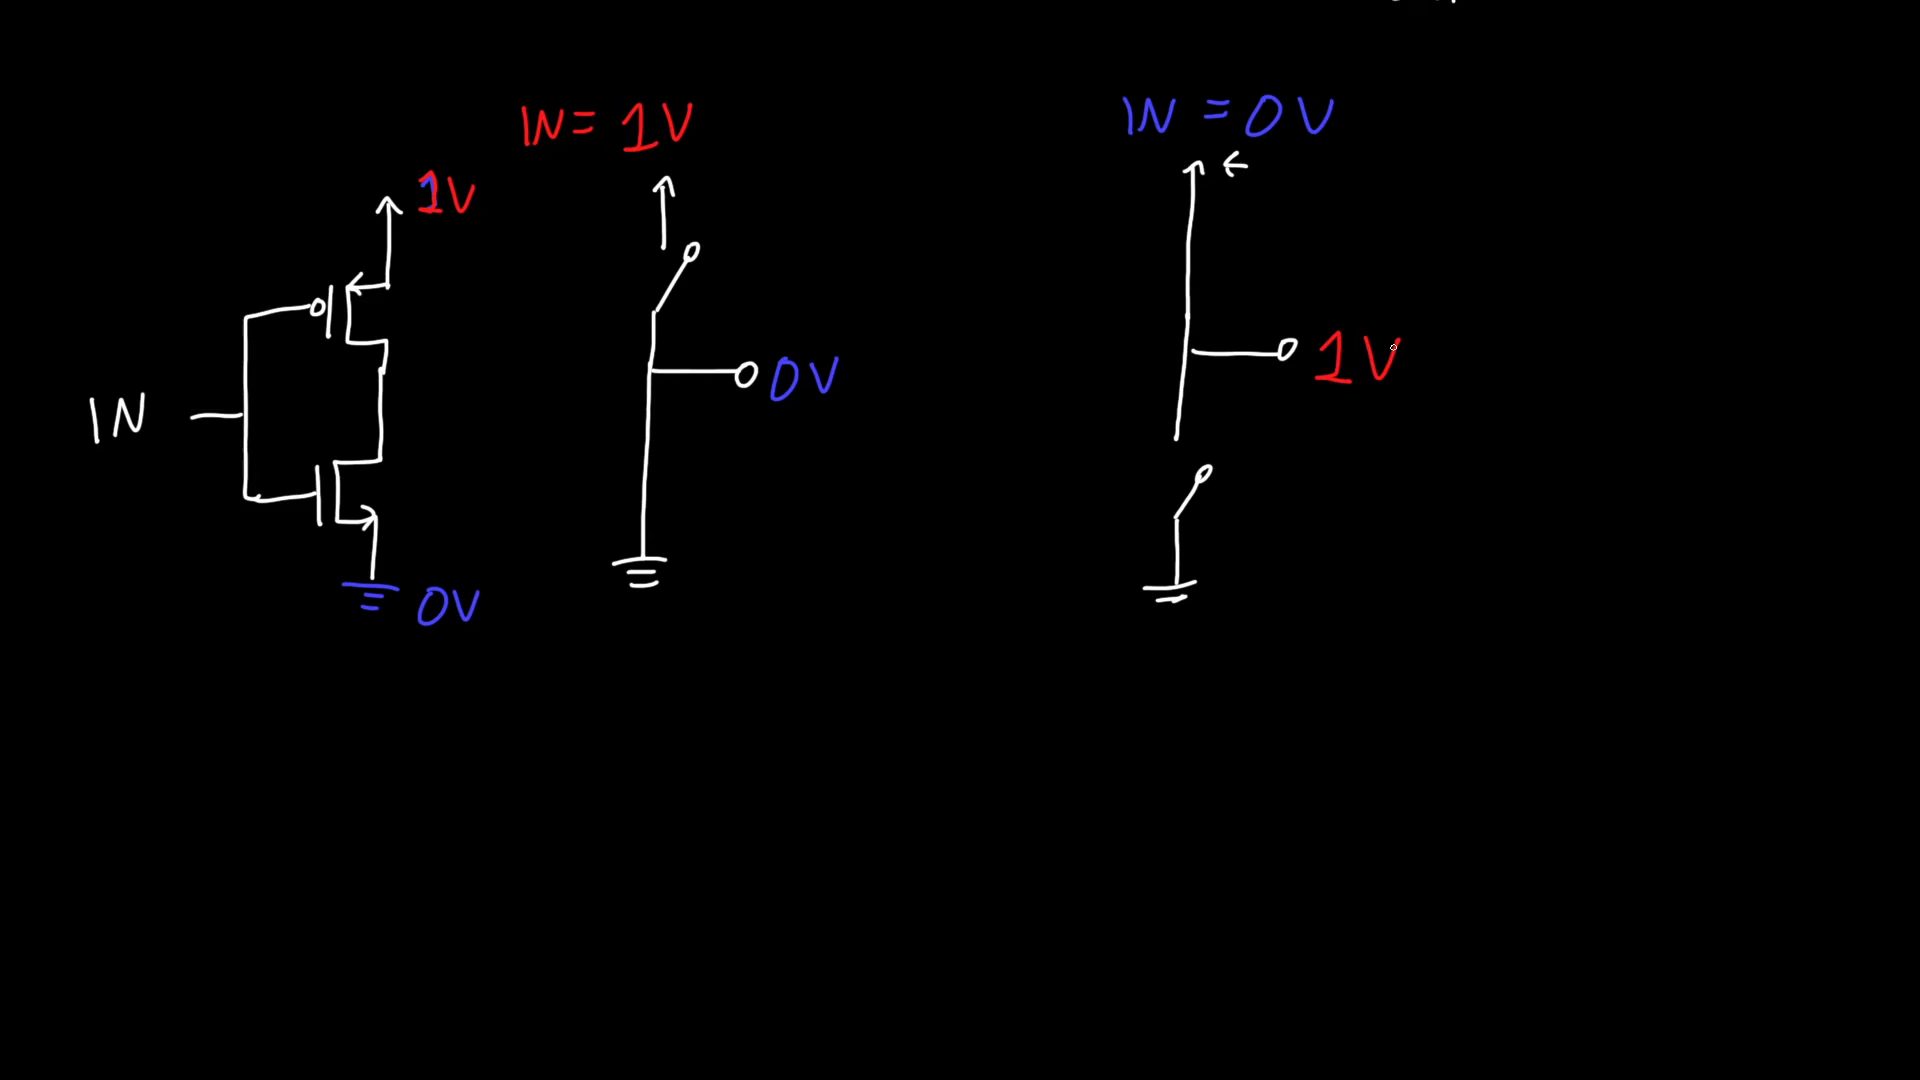 IN = 1V
IN = 0V
1V
1V
0V
IN
0V